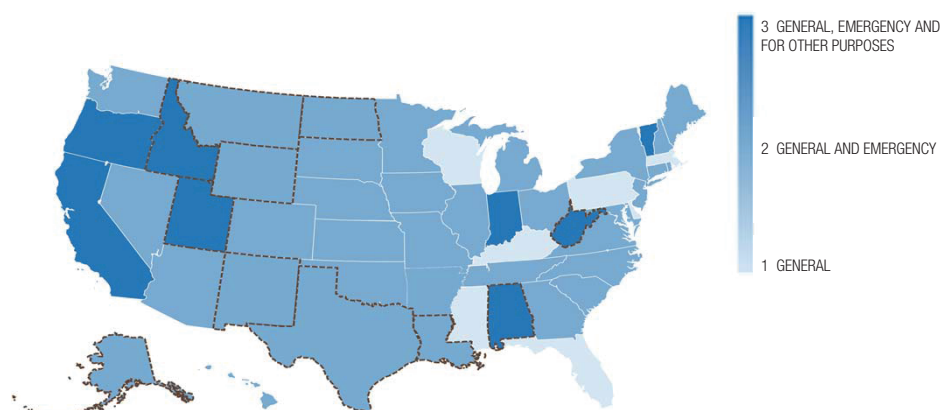 3 GENERAL, EMERGENCY AND
FOR OTHER PURPOSES
2 GENERAL AND EMERGENCY
1 GENERAL